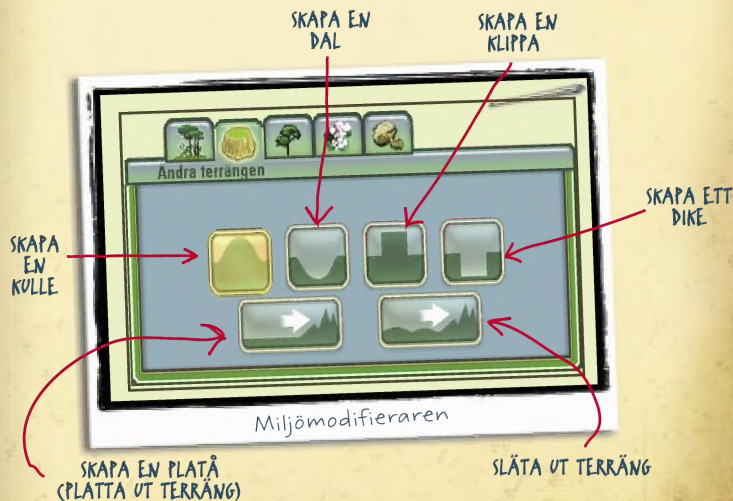 SKAPA EN
DAL
SKAPA EN
KLIPPA
Ändra terrängen
SKAPA ETT
DIKE
SKAPA
EN
KULLE
Miljömodifieraren
SKAPA EN PLATÅ
(PLATTA UT TERRÄNG)
SLÄTA UT TERRÄNG